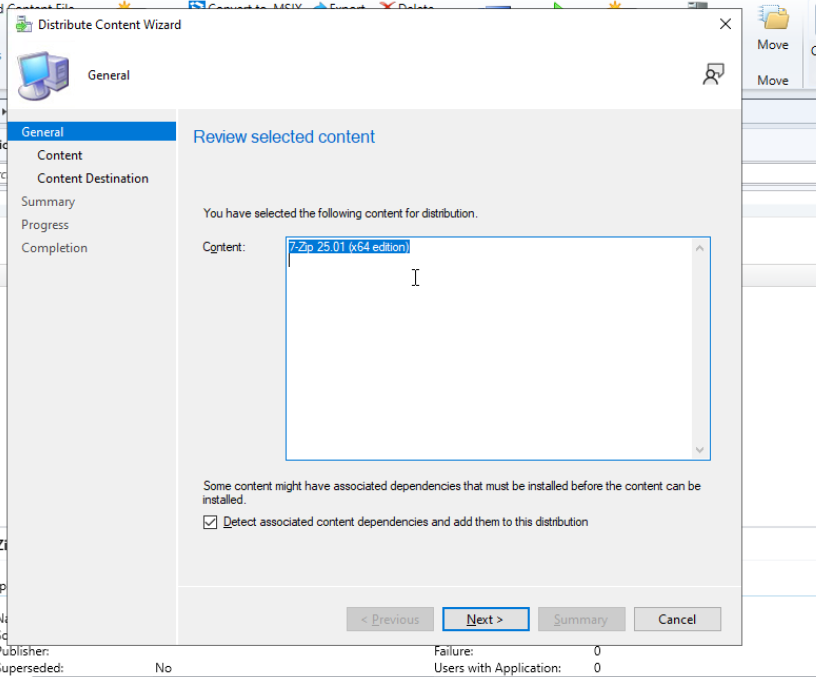 Content File
Convert to .MSIX
Export
Delete
Distribute Content Wizard
Move
General
Move
General
Content
Content Destination
Summary
Progress
Completion
Review selected content
You have selected the following content for distribution.
Content:
7-Zip 25.01 (x64 edition)
Some content might have associated dependencies that must be installed before the content can be
installed.
Detect associated content dependencies and add them to this distribution
< Previous
Next >
Summary
Cancel
Publisher:
Failure: 0
Superseded: No
Users with Application: 0